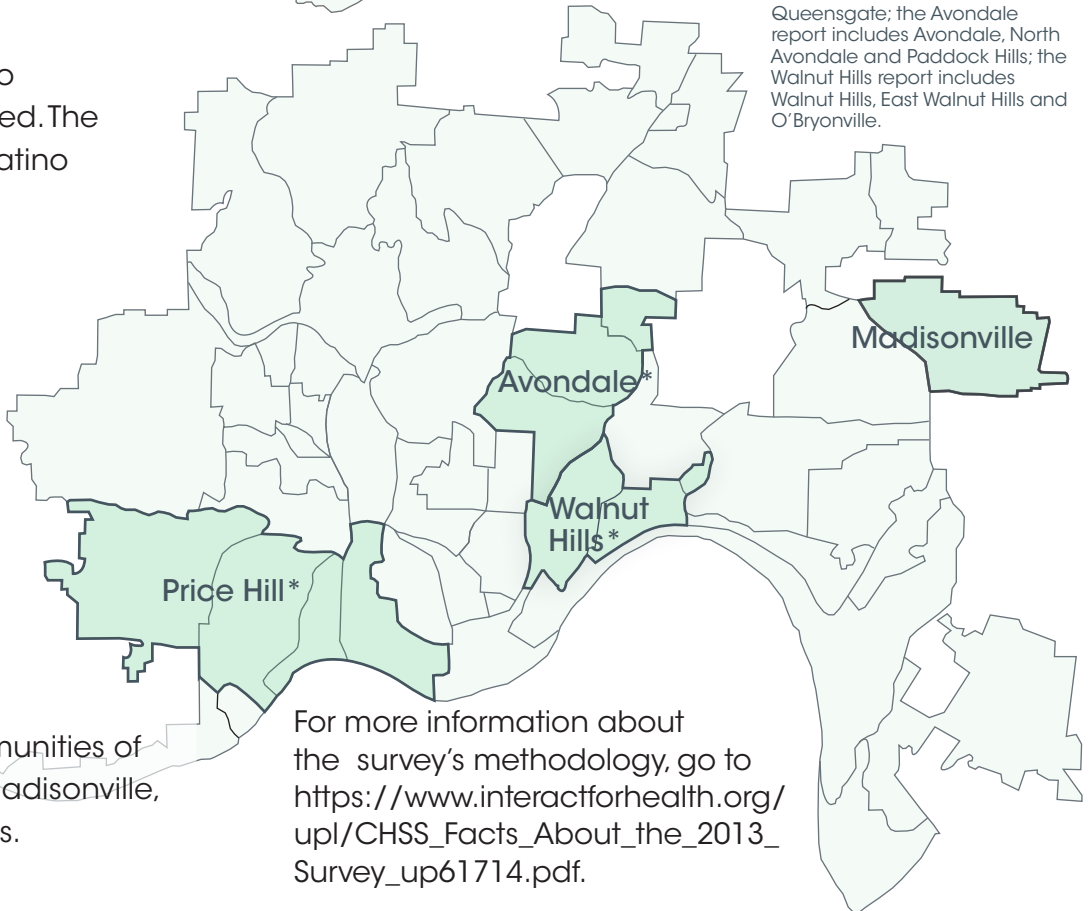 Queensgate; the Avondale
report includes Avondale, North
Avondale and Paddock Hills; the
Walnut Hills report includes
Walnut Hills, East Walnut Hills and
O'Bryonville.
ed. The
atino
Madisonville
Avondale*
Walnut
Hills*
Price Hill*
munities of
adisonville,
s.
For more information about
the survey's methodology, go to
https://www.interactforhealth.org/
upl/CHSS_Facts_About_the_2013_
Survey_up61714.pdf.